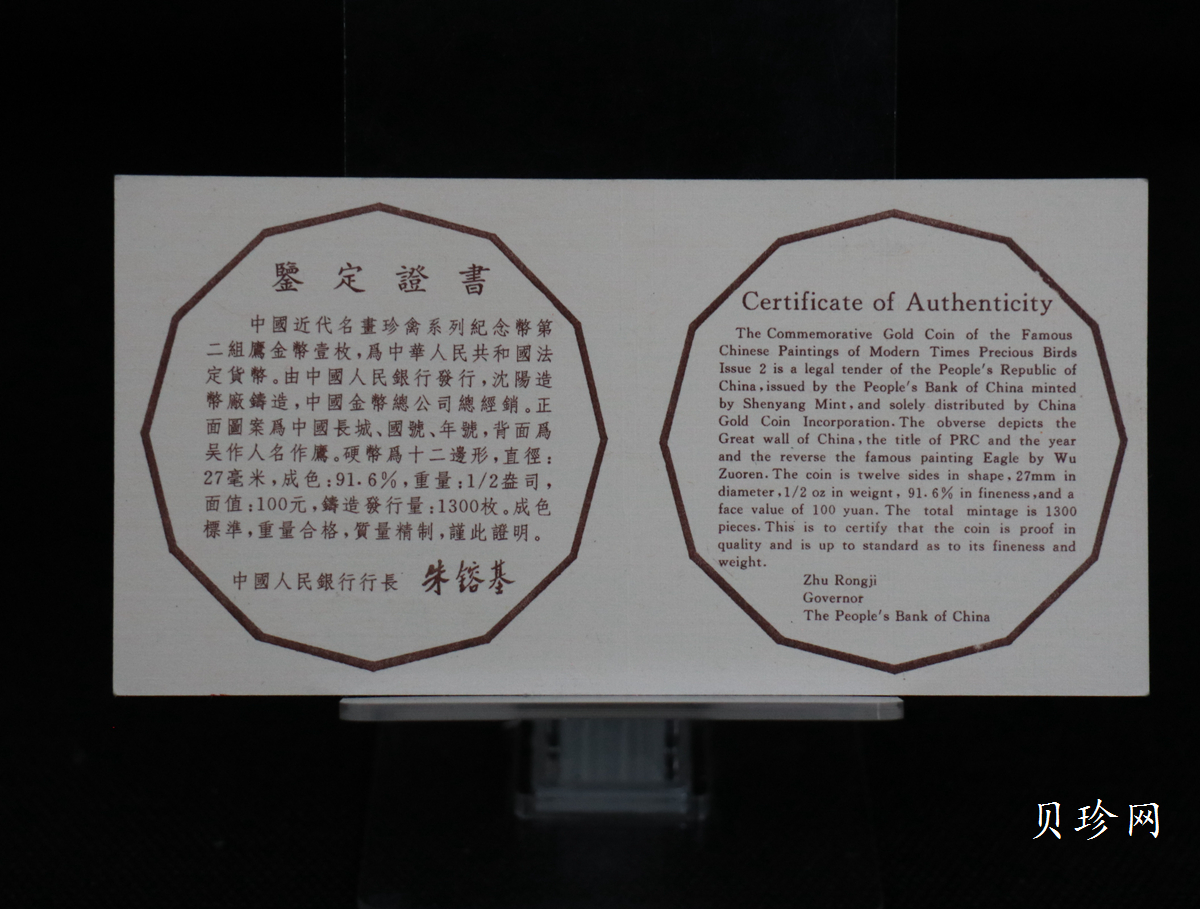 鑒定證書
中國近代名畫珍禽系列紀念幣第
二組鷹金幣壹枚，爲中華人民共和國法
定貨幣。由中國人民銀行發行，沈陽造
幣廠鑄造，中國金幣總公司總經銷。正
面圖案爲中國長城、國號、年號，背面爲
吴作人名作鷹。硬幣爲十二邊形，直徑：
27毫米，成色：91.6%，重量：1/2盎司，
面值：100元，鑄造發行量：1300枚。成色
標準，重量合格，質量精制，謹此證明。
中國人民銀行行長 朱鎔基
Certificate of Authenticity
The Commemorative Gold Coin of the Famous
Chinese Paintings of Modern Times Precious Birds
Issue 2 is a legal tender of the People's Republic of
China, issued by the People's Bank of China minted
by Shenyang Mint, and solely distributed by China
Gold Coin Incorporation. The obverse depicts the
Great wall of China, the title of PRC and the year
and the reverse the famous painting Eagle by Wu
Zuoren. The coin is twelve sides in shape, 27mm in
diameter, 1/2 oz in weignt, 91.6% in fineness, and a
face value of 100 yuan. The total mintage is 1300
pieces. This is to certify that the coin is proof in
quality and is up to standard as to its fineness and
weight.
Zhu Rongji
Governor
The People's Bank of China
贝珍网